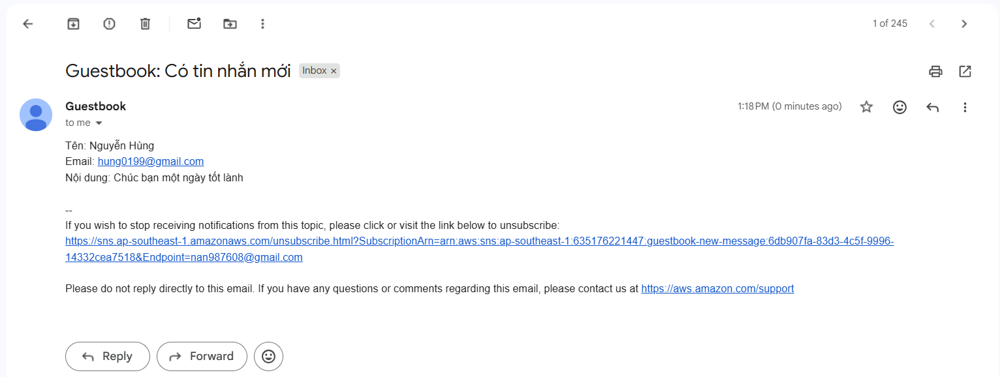 1 of 245
Guestbook: Có tin nhắn mới Inbox ×
Guestbook
1:18 PM (0 minutes ago)
to me
Tên: Nguyễn Hùng
Email: hung0199@gmail.com
Nội dung: Chúc bạn một ngày tốt lành
--
If you wish to stop receiving notifications from this topic, please click or visit the link below to unsubscribe:
https://sns.ap-southeast-1.amazonaws.com/unsubscribe.html?SubscriptionArn=arn:aws:sns:ap-southeast-1:635176221447:guestbook-new-message:6db907fa-83d3-4c5f-9996-
14332cea7518&Endpoint=nan987608@gmail.com
Please do not reply directly to this email. If you have any questions or comments regarding this email, please contact us at https://aws.amazon.com/support
Reply Forward